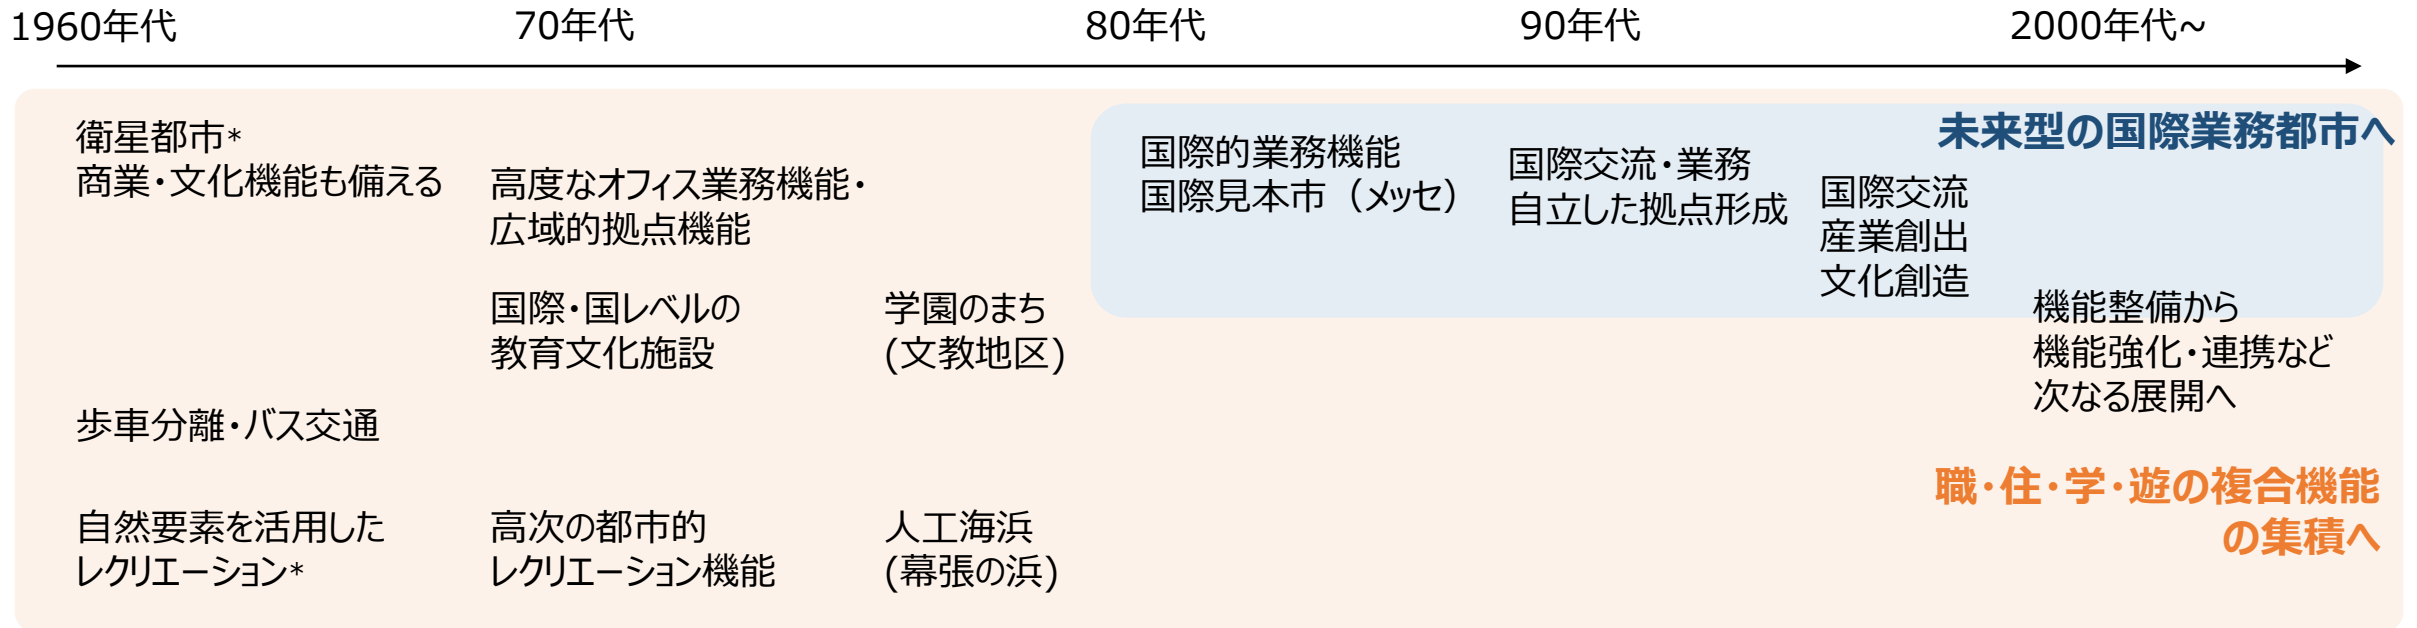 1960年代
70年代
80年代
90年代
2000年代~
衛星都市*
商業・文化機能も備える
高度なオフィス業務機能・
広域的拠点機能
国際・国レベルの
教育文化施設
学園のまち
(文教地区)
歩車分離・バス交通
自然要素を活用した
レクリエーション*
高次の都市的
レクリエーション機能
人工海浜
(幕張の浜)
国際的業務機能
国際見本市（メッセ）
国際交流・業務
自立した拠点形成
国際交流
産業創出
文化創造
未来型の国際業務都市へ
機能整備から
機能強化・連携など
次なる展開へ
職・住・学・遊の複合機能
の集積へ